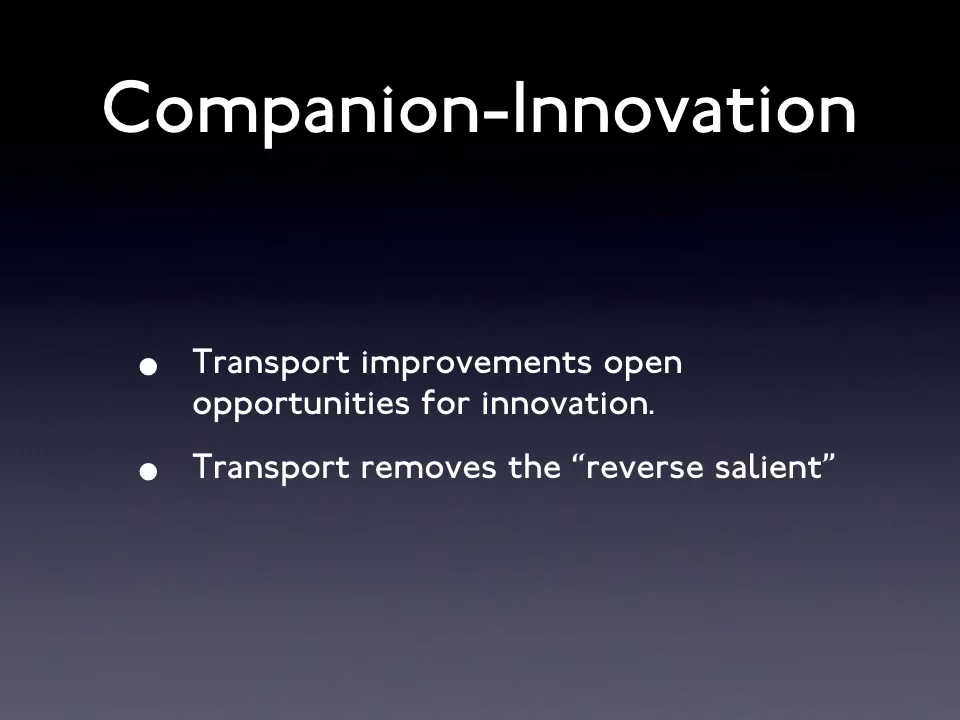 Companion-Innovation
• Transport improvements open
opportunities for innovation.
• Transport removes the “reverse salient”